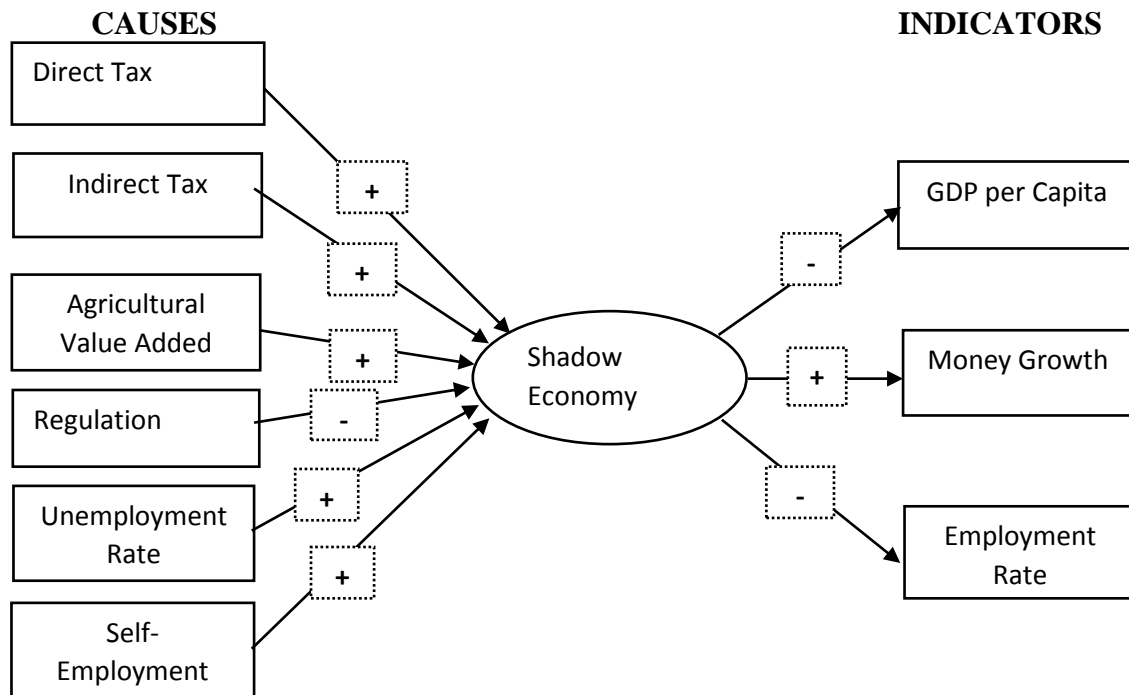 CAUSES
INDICATORS
Direct Tax
+
Indirect Tax
+
Agricultural
Value Added
+
Regulation
-
Unemployment
Rate
+
Self-
Employment
+
Shadow
Economy
-
GDP per Capita
+
Money Growth
-
Employment
Rate